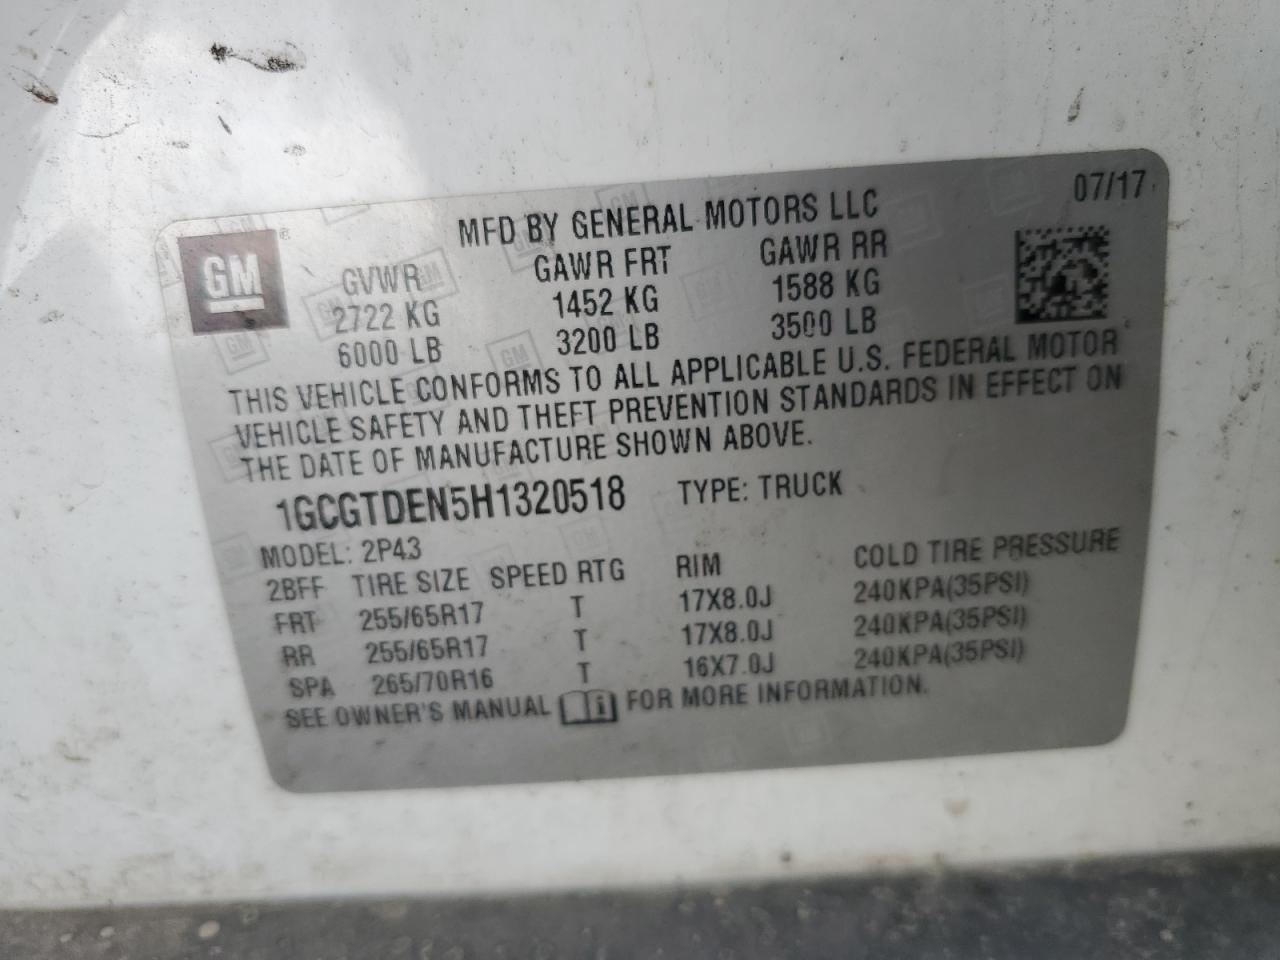 07/17
MFD BY GENERAL MOTORS LLC
GM ®
GVWR GAWR FRT GAWR RR
2722 KG 1452 KG 1588 KG
6000 LB 3200 LB 3500 LB
THIS VEHICLE CONFORMS TO ALL APPLICABLE U.S. FEDERAL MOTOR
VEHICLE SAFETY AND THEFT PREVENTION STANDARDS IN EFFECT ON
THE DATE OF MANUFACTURE SHOWN ABOVE.
1GCGTDEN5H1320518 TYPE: TRUCK
MODEL: 2P43
2BFF TIRE SIZE SPEED RTG RIM COLD TIRE PRESSURE
FRT 255/65R17 T 17X8.0J 240KPA(35PSI)
RR 255/65R17 T 17X8.0J 240KPA(35PSI)
SPA 265/70R16 T 16X7.0J 240KPA(35PSI)
SEE OWNER'S MANUAL i FOR MORE INFORMATION.